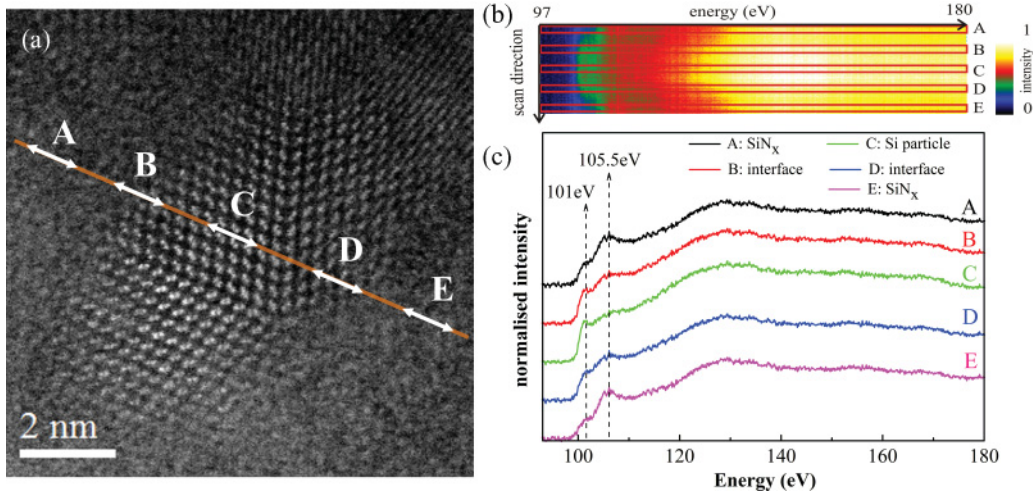 (a)
A
B
C
D
E
2 nm
(b)
97
energy (eV)
180
scan direction
A
B
C
D
E
1
intensity
0
(c)
A: SiNx
C: Si particle
B: interface
D: interface
E: SiNx
101eV
105.5eV
A
B
C
D
E
normalised intensity
100
120
140
160
180
Energy (eV)